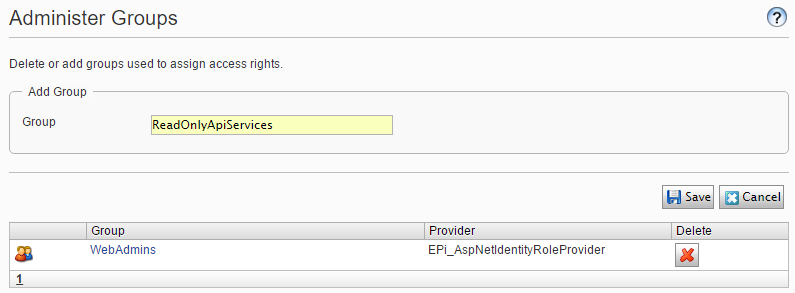 Administer Groups
?
Delete or add groups used to assign access rights.
Add Group
Group ReadOnlyApiServices
Save Cancel
Group Provider Delete
WebAdmins EPi_AspNetIdentityRoleProvider
1